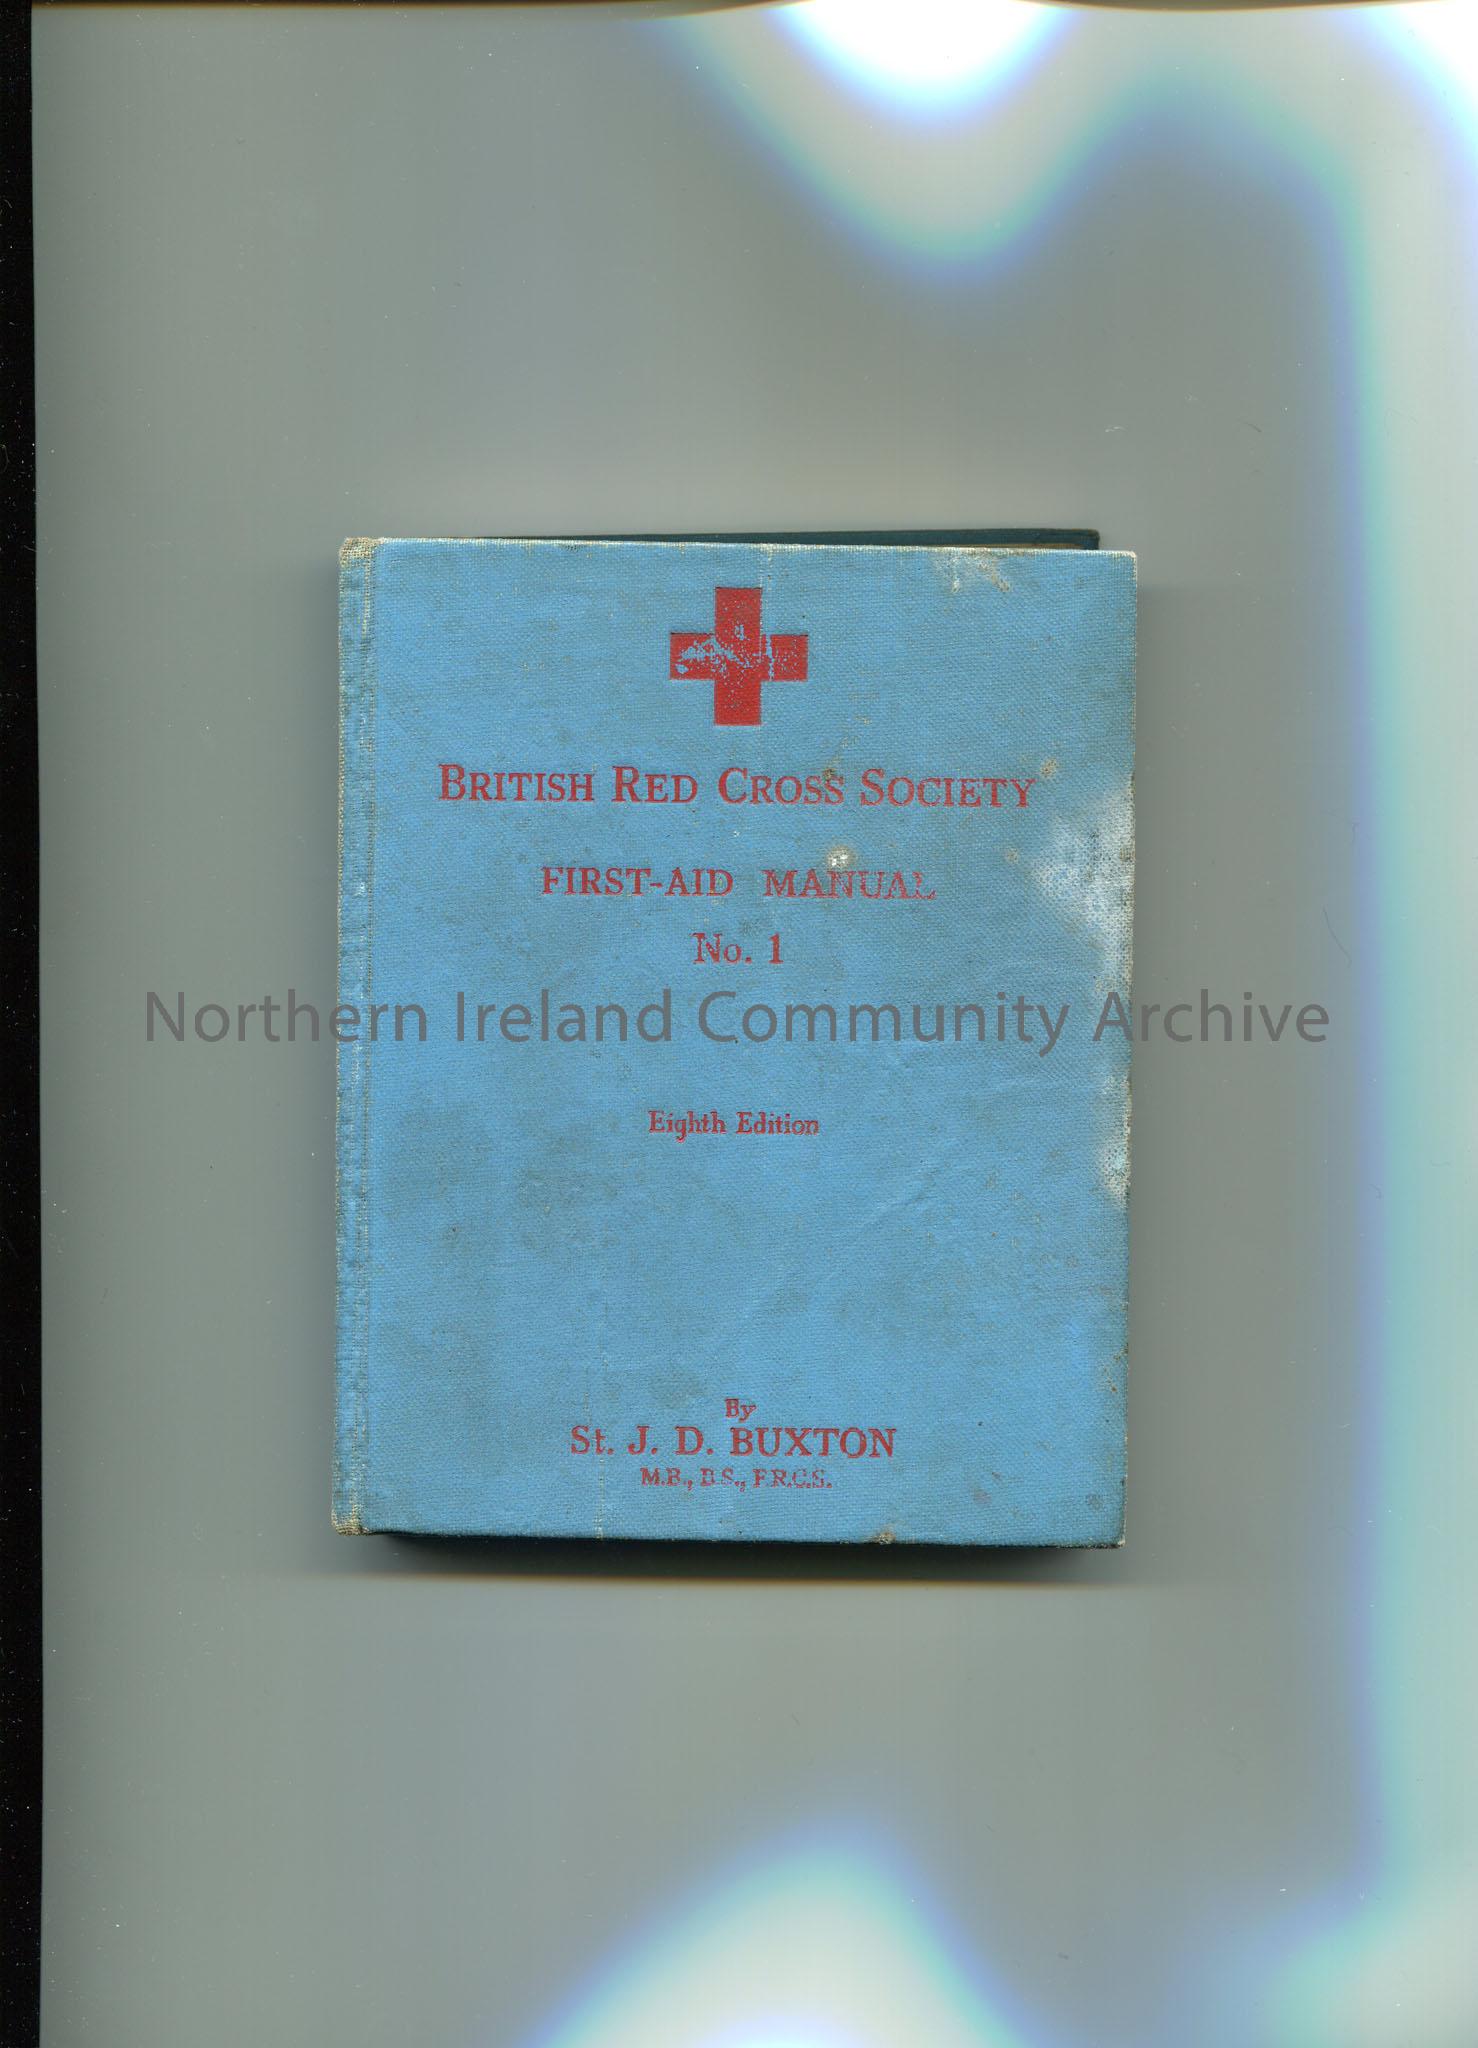 BRITISH RED CROSS SOCIETY
FIRST-AID MANUAL
No. 1
Northern Ireland Community Archive
Eighth Edition
By
St. J. D. BUXTON
M.B., B.S., F.R.C.S.